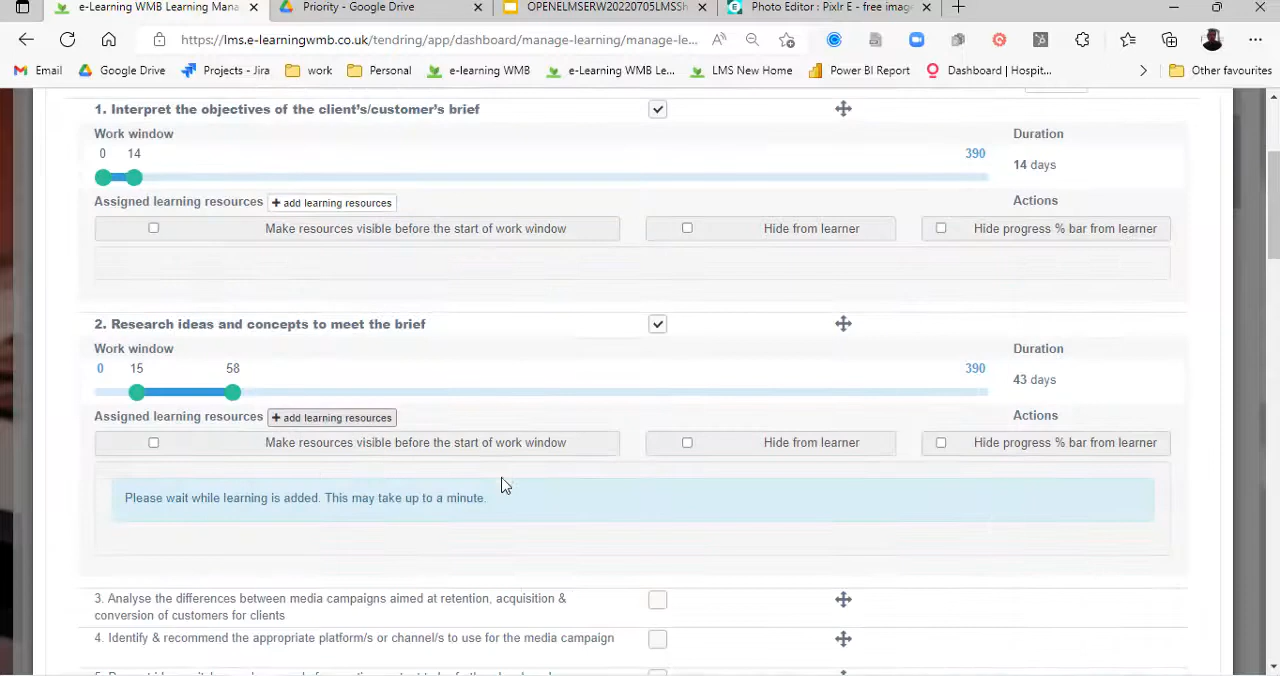 e-Learning WMB Learning Mana
Priority - Google Drive
OPENELMSERW20220705LMSSh
Photo Editor : Pixlr E - free imag
https://lms.e-learningwmb.co.uk/tendring/app/dashboard/manage-learning/manage-le...
Email
Google Drive
Projects - Jira
work
Personal
e-learning WMB
e-Learning WMB Le...
LMS New Home
Power BI Report
Dashboard | Hospit...
Other favourites
1. Interpret the objectives of the client's/customer's brief
Work window
Duration
0 14 390
14 days
Assigned learning resources + add learning resources
Actions
Make resources visible before the start of work window
Hide from learner
Hide progress % bar from learner
2. Research ideas and concepts to meet the brief
Work window
Duration
0 15 58 390
43 days
Assigned learning resources + add learning resources
Actions
Make resources visible before the start of work window
Hide from learner
Hide progress % bar from learner
Please wait while learning is added. This may take up to a minute.
3. Analyse the differences between media campaigns aimed at retention, acquisition &
conversion of customers for clients
4. Identify & recommend the appropriate platform/s or channel/s to use for the media campaign